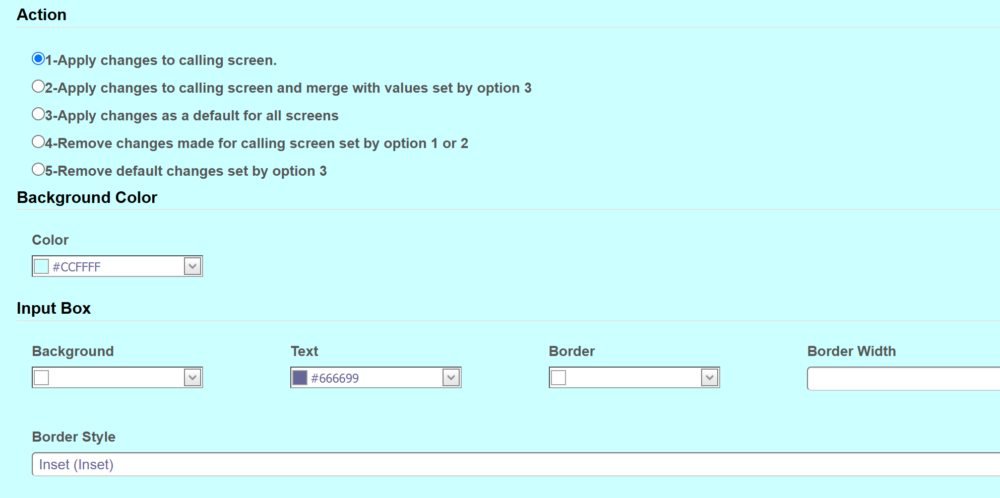 Action
1-Apply changes to calling screen.
2-Apply changes to calling screen and merge with values set by option 3
3-Apply changes as a default for all screens
4-Remove changes made for calling screen set by option 1 or 2
5-Remove default changes set by option 3
Background Color
Color
#CCFFFF
Input Box
Background Text Border Border Width
#666699
Border Style
Inset (Inset)